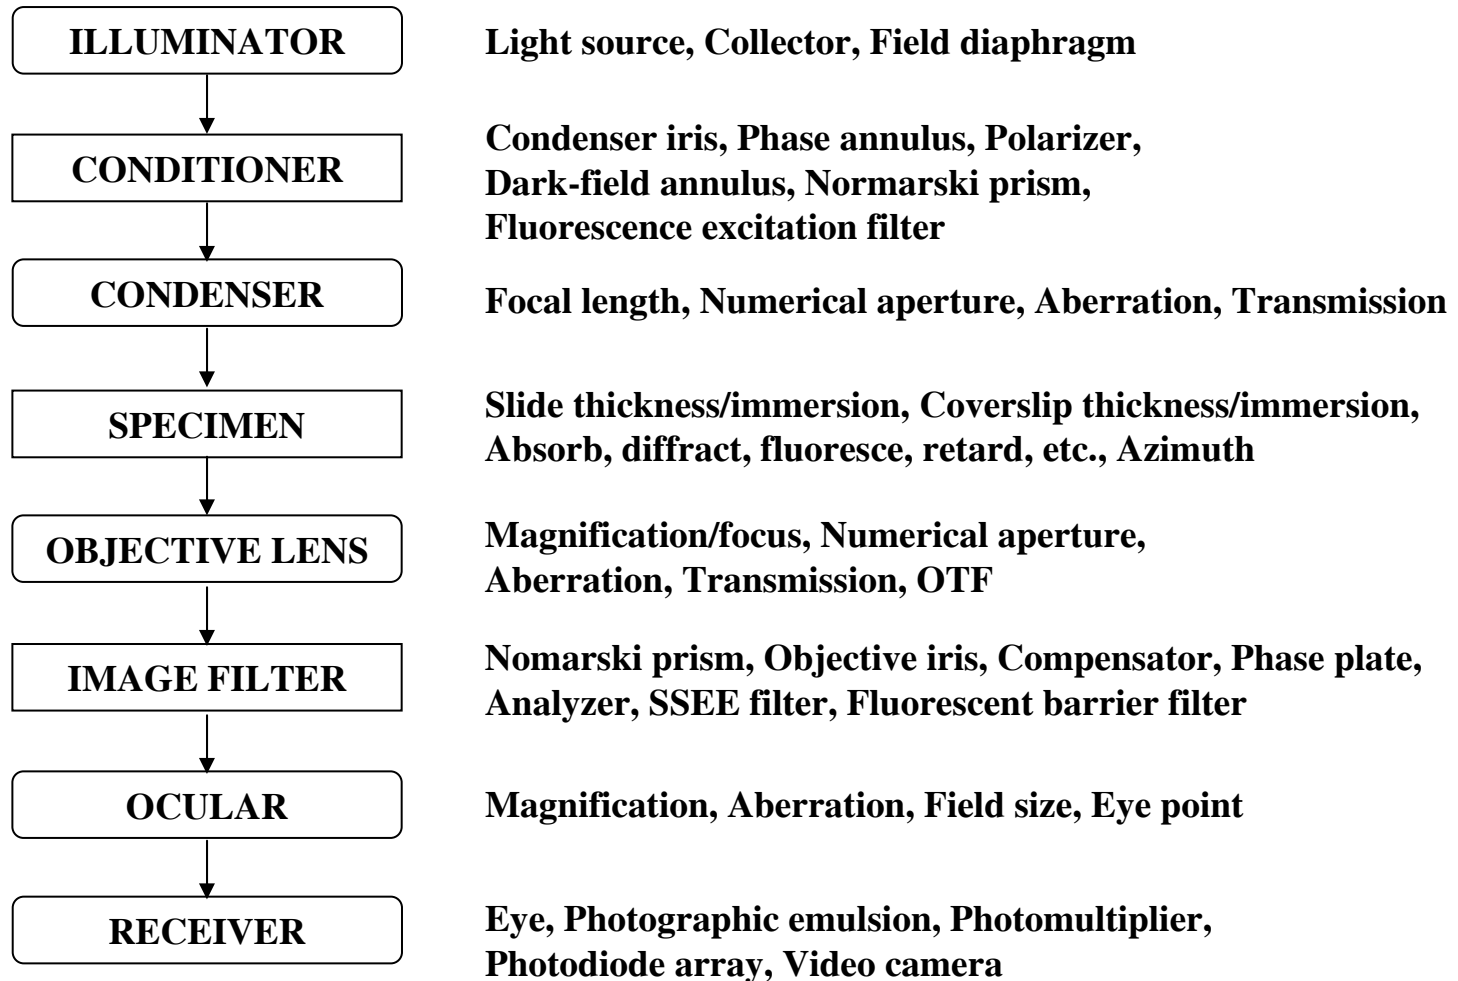 ILLUMINATOR
Light source, Collector, Field diaphragm
CONDITIONER
Condenser iris, Phase annulus, Polarizer,
Dark-field annulus, Normarski prism,
Fluorescence excitation filter
CONDENSER
Focal length, Numerical aperture, Aberration, Transmission
SPECIMEN
Slide thickness/immersion, Coverslip thickness/immersion,
Absorb, diffract, fluoresce, retard, etc., Azimuth
OBJECTIVE LENS
Magnification/focus, Numerical aperture,
Aberration, Transmission, OTF
IMAGE FILTER
Nomarski prism, Objective iris, Compensator, Phase plate,
Analyzer, SSEE filter, Fluorescent barrier filter
OCULAR
Magnification, Aberration, Field size, Eye point
RECEIVER
Eye, Photographic emulsion, Photomultiplier,
Photodiode array, Video camera